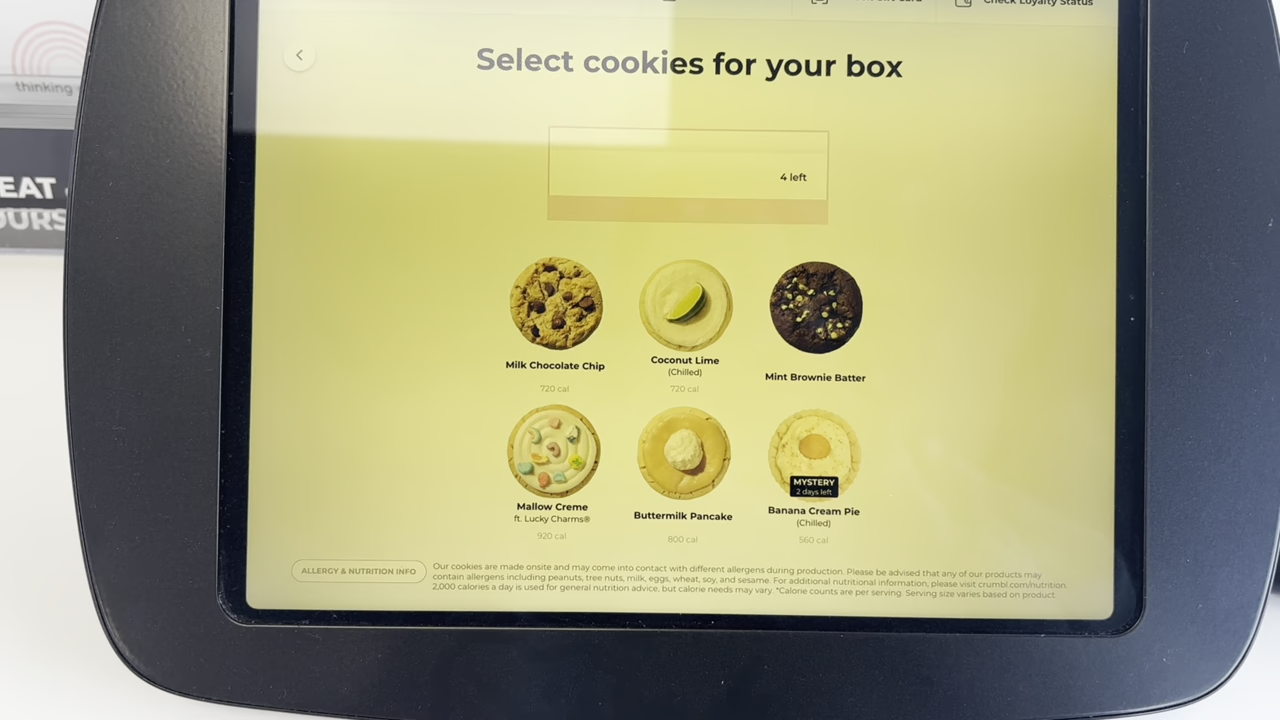 Check Loyalty Status
thinking
EAT
OURS
Select cookies for your box
4 left
Milk Chocolate Chip
720 cal
Coconut Lime
(Chilled)
720 cal
Mint Brownie Batter
Mallow Creme
ft. Lucky Charms®
920 cal
Buttermilk Pancake
800 cal
MYSTERY
2 days left
Banana Cream Pie
(Chilled)
560 cal
ALLERGY & NUTRITION INFO
Our cookies are made onsite and may come into contact with different allergens during production. Please be advised that any of our products may
contain allergens including peanuts, tree nuts, milk, eggs, wheat, soy, and sesame. For additional nutritional information, please visit crumbl.com/nutrition.
2,000 calories a day is used for general nutrition advice, but calorie needs may vary. *Calorie counts are per serving. Serving size varies based on product.